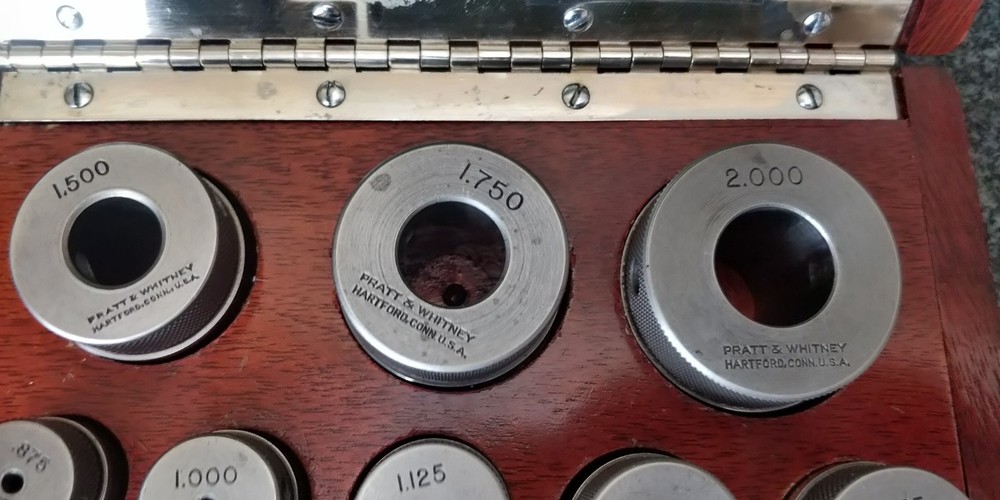 1.500
PRATT & WHITNEY
HARTFORD, CONN. U.S.A.
1.750
PRATT & WHITNEY
HARTFORD, CONN. U.S.A.
2.000
PRATT & WHITNEY
HARTFORD, CONN. U.S.A.
.875
1.000
1.125